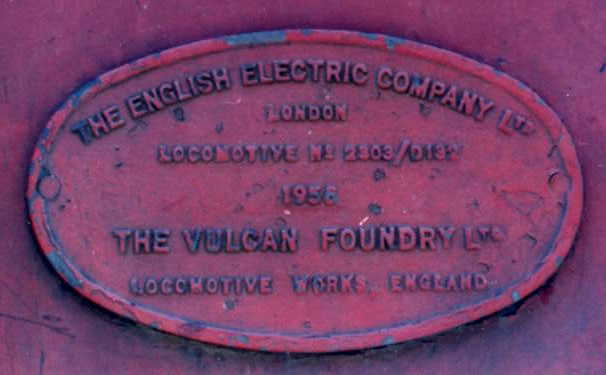 THE ENGLISH ELECTRIC COMPANY LTD
LONDON
LOCOMOTIVE Nº 2303/D132
1956
THE VULCAN FOUNDRY LTD
LOCOMOTIVE WORKS, ENGLAND